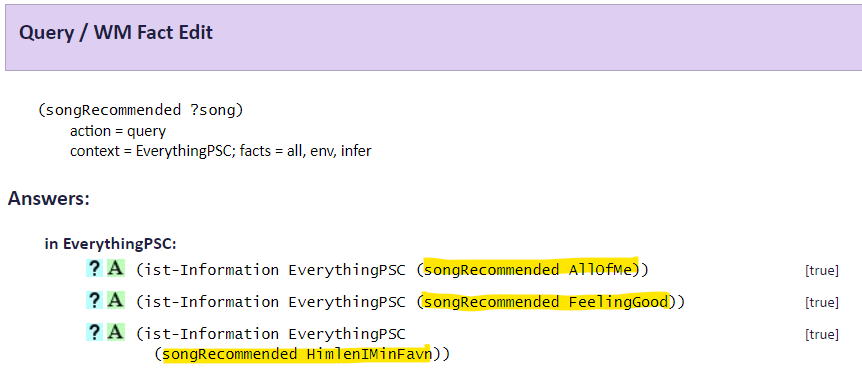 Query / WM Fact Edit
(songRecommended ?song)
action = query
context = EverythingPSC; facts = all, env, infer
Answers:
in EverythingPSC:
? A (ist-Information EverythingPSC (songRecommended AllOfMe)) [true]
? A (ist-Information EverythingPSC (songRecommended FeelingGood)) [true]
? A (ist-Information EverythingPSC [true]
(songRecommended HimlenIMinFavn))